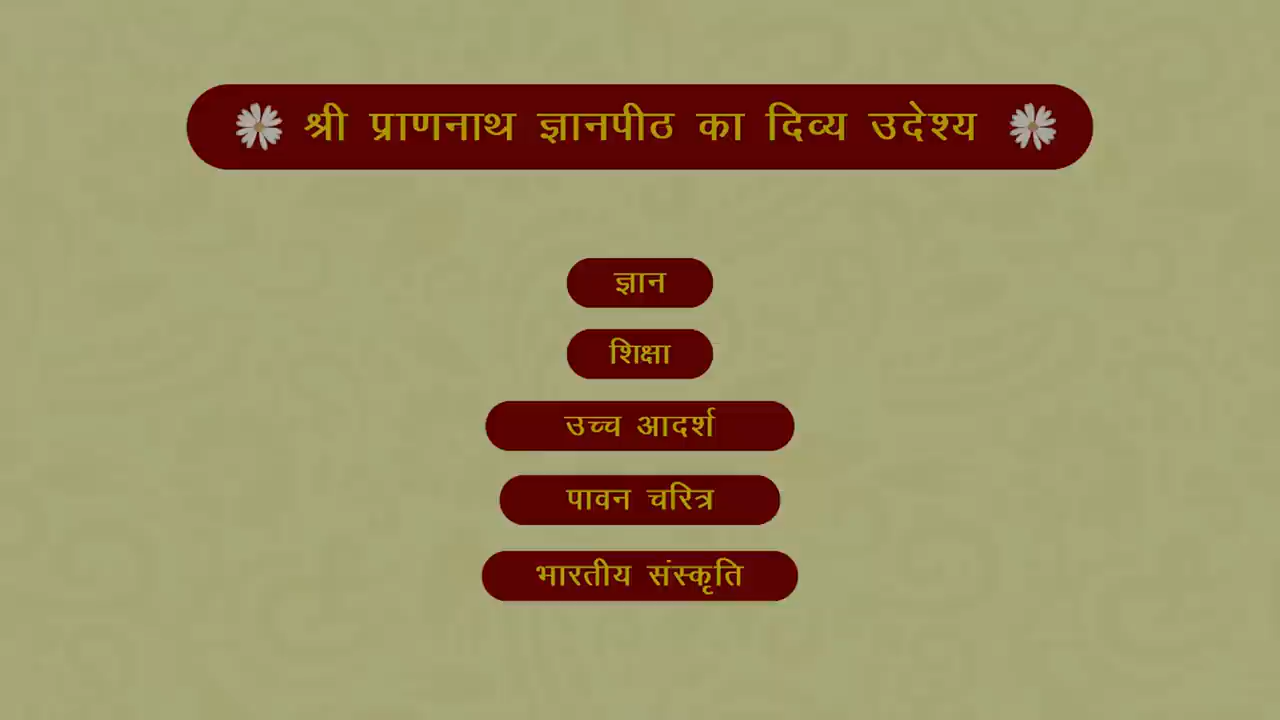 श्री प्राणनाथ ज्ञानपीठ का दिव्य उदेश्य
ज्ञान
शिक्षा
उच्च आदर्श
पावन चरित्र
भारतीय संस्कृति